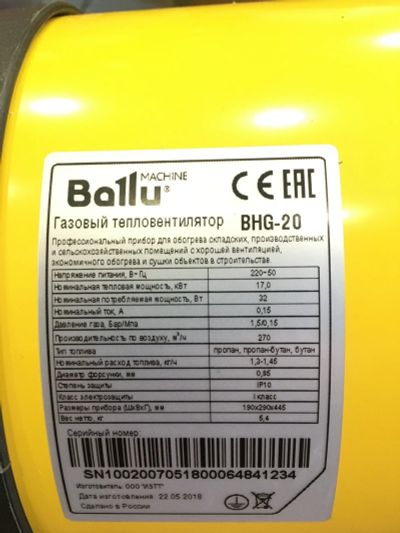 Ballu MACHINE ® CE EAC
Газовый тепловентилятор BHG-20
Профессиональный прибор для обогрева складских, производственных
и сельскохозяйственных помещений с хорошей вентиляцией,
экономичного обогрева и сушки объектов в строительстве.
Напряжение питания, В~Гц 220~50
Номинальная тепловая мощность, кВт 17,0
Номинальная потребляемая мощность, Вт 32
Номинальный ток, А 0,15
Давление газа, Бар/Мпа 1,5/0,15
Производительность по воздуху, м³/ч 270
Тип топлива пропан, пропан-бутан, бутан
Номинальный расход топлива, кг/ч 1,3-1,45
Диаметр форсунки, мм 0,85
Степень защиты IP10
Класс электрозащиты I класс
Размеры прибора (ШхВхГ), мм 190x290x445
Вес нетто, кг 5,4
Серийный номер:
SN1002007051800064841234
Изготовитель: ООО "ИЗТТ"
Дата изготовления: 22.05.2018
Сделано в России